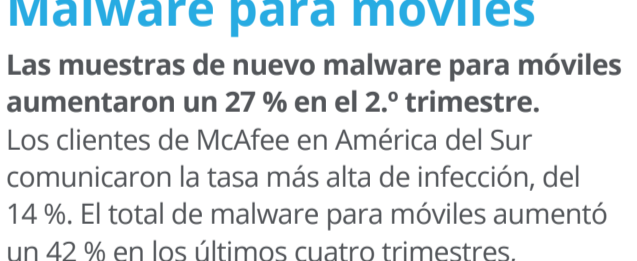 Malware para móviles
Las muestras de nuevo malware para móviles
aumentaron un 27 % en el 2.º trimestre.
Los clientes de McAfee en América del Sur
comunicaron la tasa más alta de infección, del
14 %. El total de malware para móviles aumentó
un 42 % en los últimos cuatro trimestres.